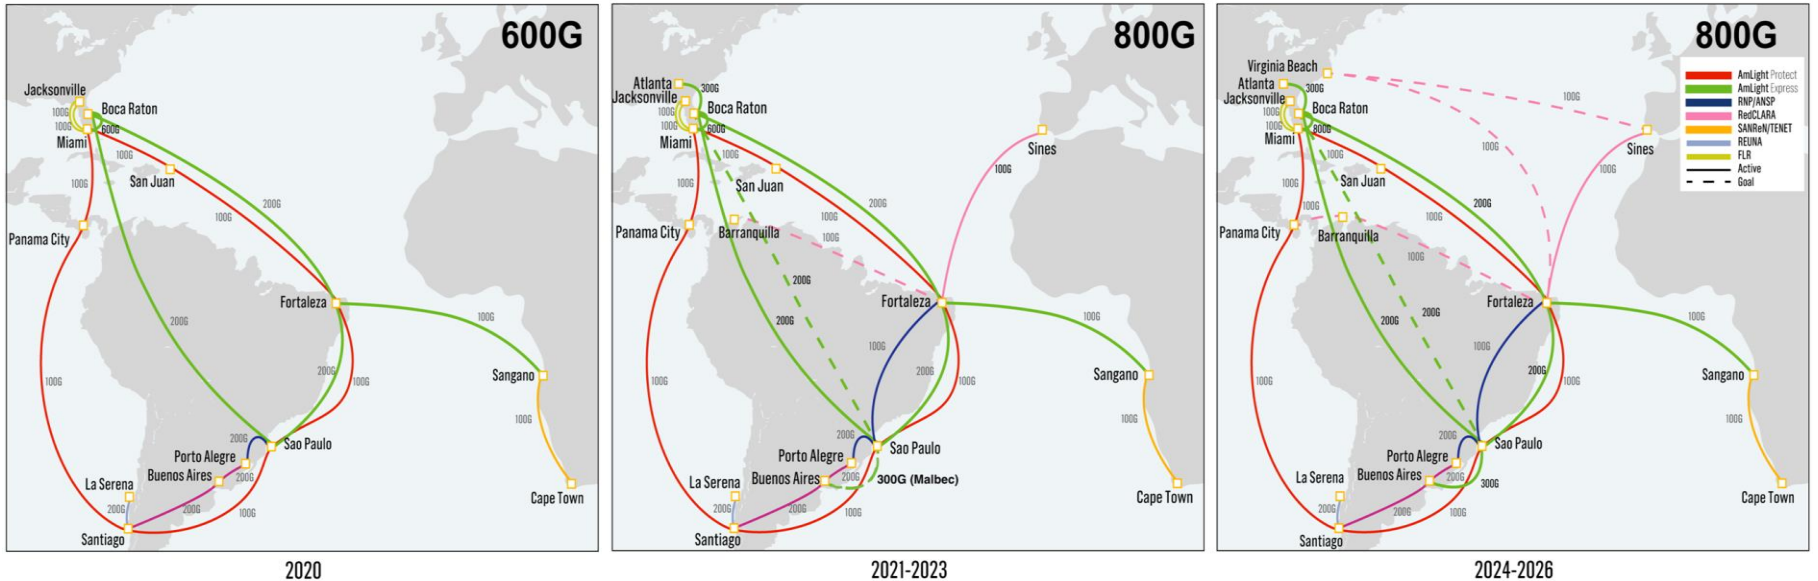 600G
Jacksonville
100G
Boca Raton
100G
600G
Miami
100G
San Juan
100G
200G
100G
Panama City
Fortaleza
200G
100G
100G
200G
100G
Sangano
100G
200G
Sao Paulo
Porto Alegre
Buenos Aires
200G
La Serena
200G
200G
100G
Santiago
Cape Town
2020
800G
Atlanta
300G
Jacksonville
100G
Boca Raton
100G
600G
Miami
100G
San Juan
100G
200G
100G
Sines
100G
Panama City
Barranquilla
100G
200G
Fortaleza
200G
100G
100G
100G
200G
100G
Sangano
100G
200G
Sao Paulo
Porto Alegre
Buenos Aires
200G
300G (Malbec)
La Serena
200G
200G
100G
Santiago
Cape Town
2021-2023
800G
Virginia Beach
Atlanta
300G
Jacksonville
100G
Boca Raton
100G
800G
Miami
100G
San Juan
100G
100G
100G
Sines
100G
200G
100G
100G
Panama City
Barranquilla
100G
Fortaleza
200G
200G
100G
100G
100G
200G
100G
Sangano
100G
200G
Sao Paulo
Porto Alegre
Buenos Aires
300G
La Serena
200G
200G
100G
Santiago
Cape Town
AmLight Protect
AmLight Express
RNP/ANSP
RedCLARA
SANReN/TENET
REUNA
FLR
Active
Goal
2024-2026